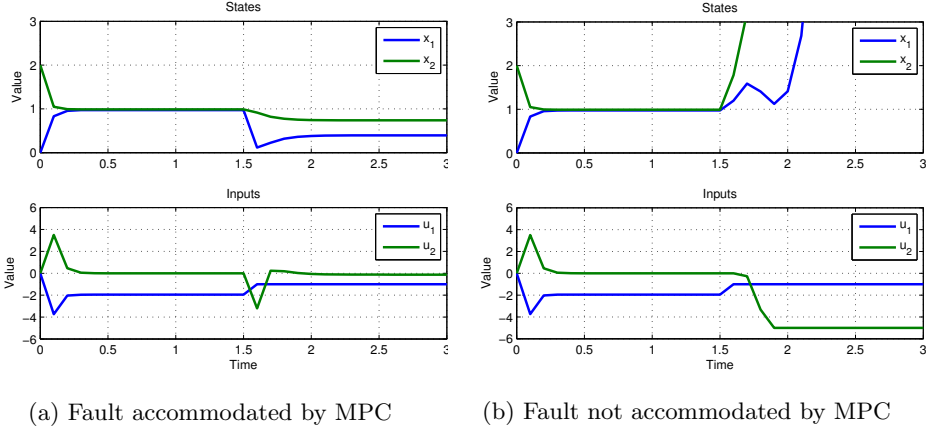 States
Value
3
2
1
0
0 0.5 1 1.5 2 2.5 3
x1
x2
Inputs
Value
6
4
2
0
−2
−4
−6
0 0.5 1 1.5 2 2.5 3
Time
u1
u2
(a) Fault accommodated by MPC
States
Value
3
2
1
0
0 0.5 1 1.5 2 2.5 3
x1
x2
Inputs
Value
6
4
2
0
−2
−4
−6
0 0.5 1 1.5 2 2.5 3
Time
u1
u2
(b) Fault not accommodated by MPC